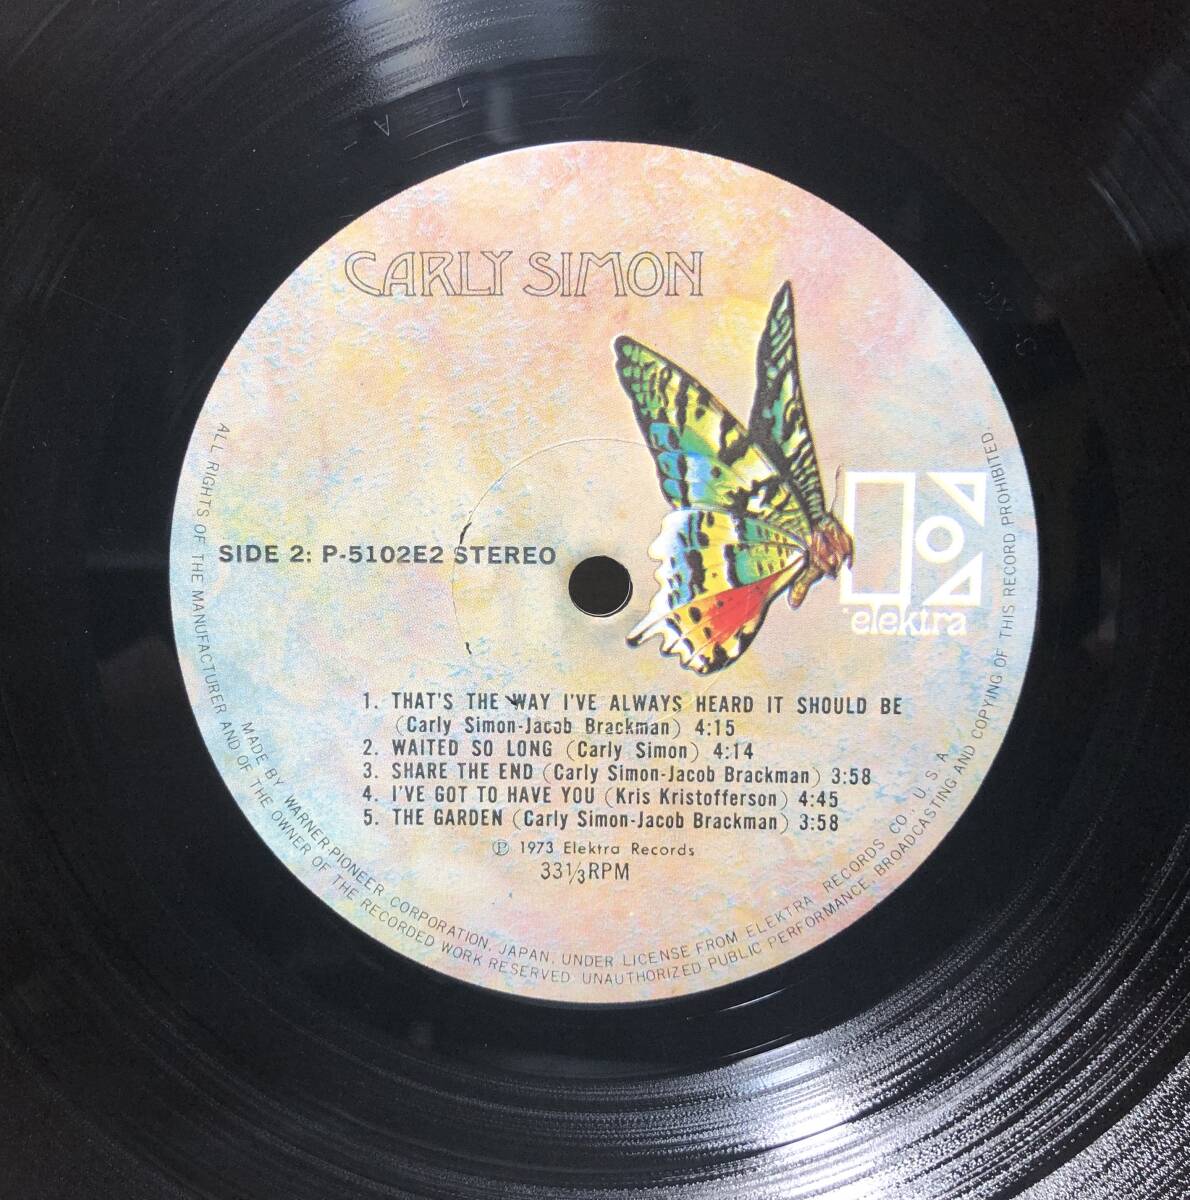 CARLY SIMON
elektra
SIDE 2: P-5102E2 STEREO
1. THAT'S THE WAY I'VE ALWAYS HEARD IT SHOULD BE
(Carly Simon-Jacob Brackman) 4:15
2. WAITED SO LONG (Carly Simon) 4:14
3. SHARE THE END (Carly Simon-Jacob Brackman) 3:58
4. I'VE GOT TO HAVE YOU (Kris Kristofferson) 4:45
5. THE GARDEN (Carly Simon-Jacob Brackman) 3:58
Ⓟ 1973 Elektra Records
33⅓RPM
MADE BY WARNER-PIONEER CORPORATION, JAPAN, UNDER LICENSE FROM ELEKTRA RECORDS CO., U. S. A.
ALL RIGHTS OF THE MANUFACTURER AND OF THE OWNER OF THE RECORDED WORK RESERVED. UNAUTHORIZED PUBLIC PERFORMANCE, BROADCASTING AND COPYING OF THIS RECORD PROHIBITED.